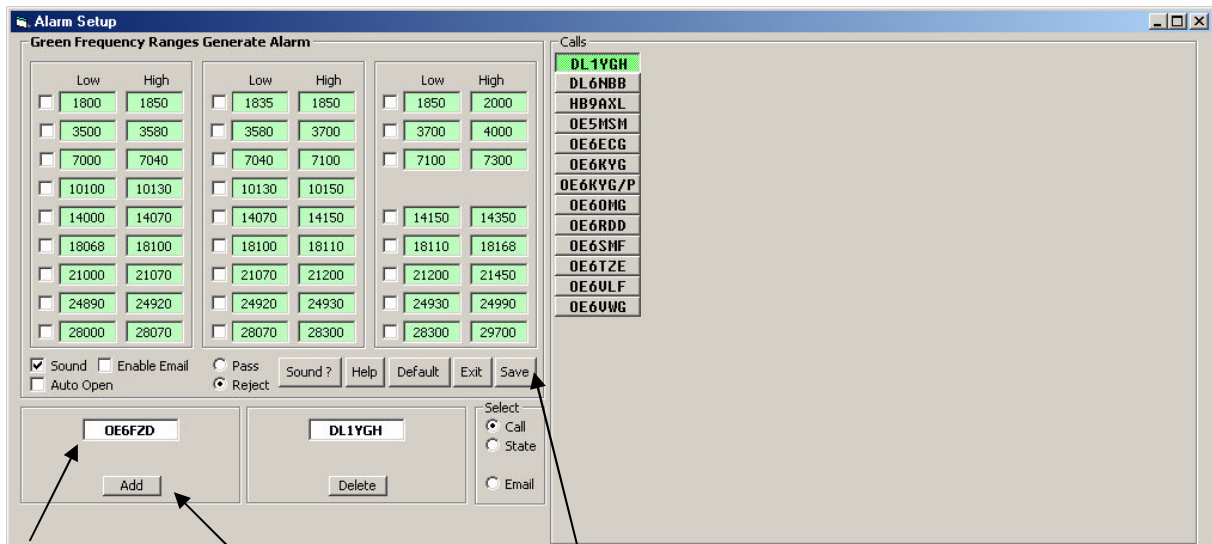 Alarm Setup
Green Frequency Ranges Generate Alarm
Low High Low High Low High
1800 1850 1835 1850 1850 2000
3500 3580 3580 3700 3700 4000
7000 7040 7040 7100 7100 7300
10100 10130 10130 10150
14000 14070 14070 14150 14150 14350
18068 18100 18100 18110 18110 18168
21000 21070 21070 21200 21200 21450
24890 24920 24920 24930 24930 24990
28000 28070 28070 28300 28300 29700
Sound Enable Email Pass
Auto Open Reject
Sound ? Help Default Exit Save
OE6FZD
Add
DL1YGH
Delete
Select
Call
State
Email
Calls
DL1YGH
DL6NBB
HB9AXL
OE5MSM
OE6ECG
OE6KYG
OE6KYG/P
OE6OMG
OE6RDD
OE6SMF
OE6TZE
OE6VLF
OE6VWG